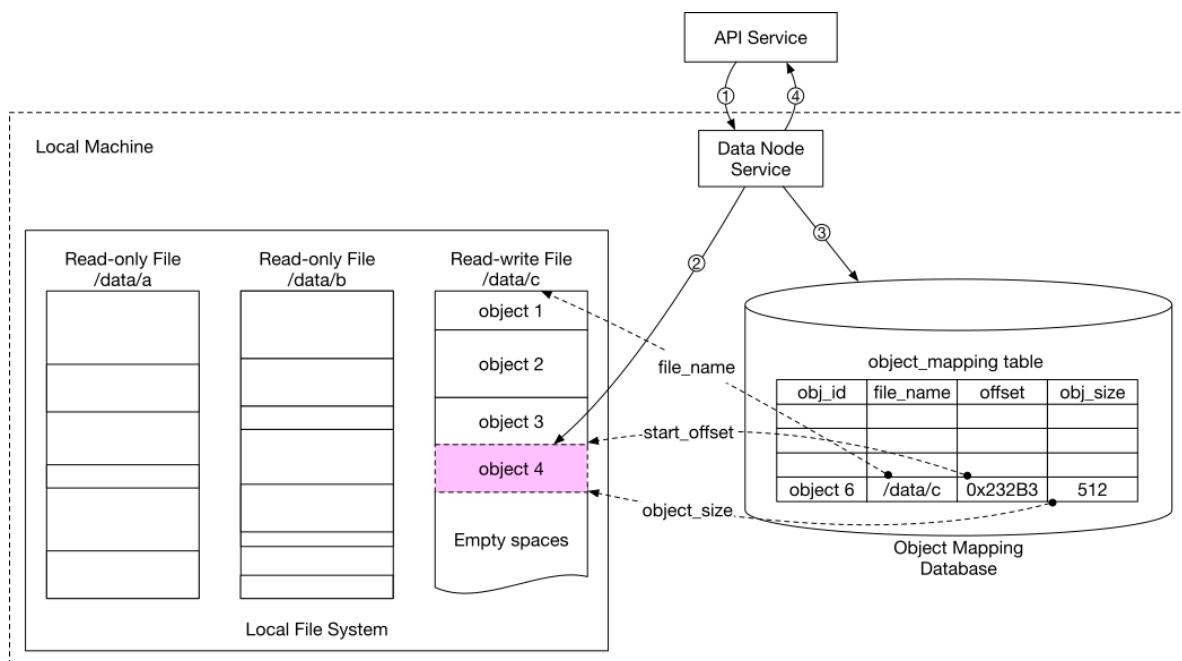 API Service
①
④
Local Machine
Data Node
Service
②
③
Read-only File
/data/a
Read-only File
/data/b
Read-write File
/data/c
object 1
object 2
object 3
object 4
Empty spaces
Local File System
file_name
start_offset
object_size
object_mapping table
obj_id file_name offset obj_size
object 6 /data/c 0x232B3 512
Object Mapping
Database